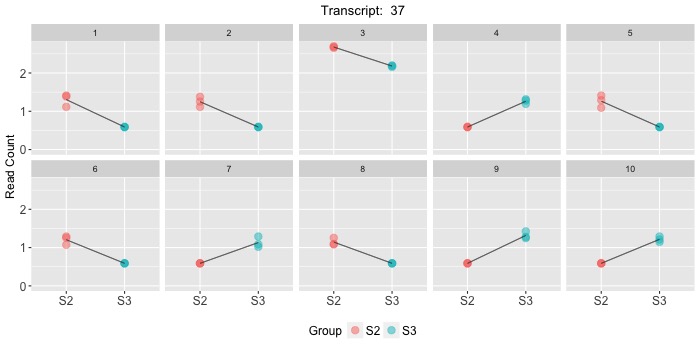 Transcript: 37
1 2 3 4 5
2
1
0
6 7 8 9 10
2
1
0
Read Count
S2 S3 S2 S3 S2 S3 S2 S3 S2 S3
Group S2 S3